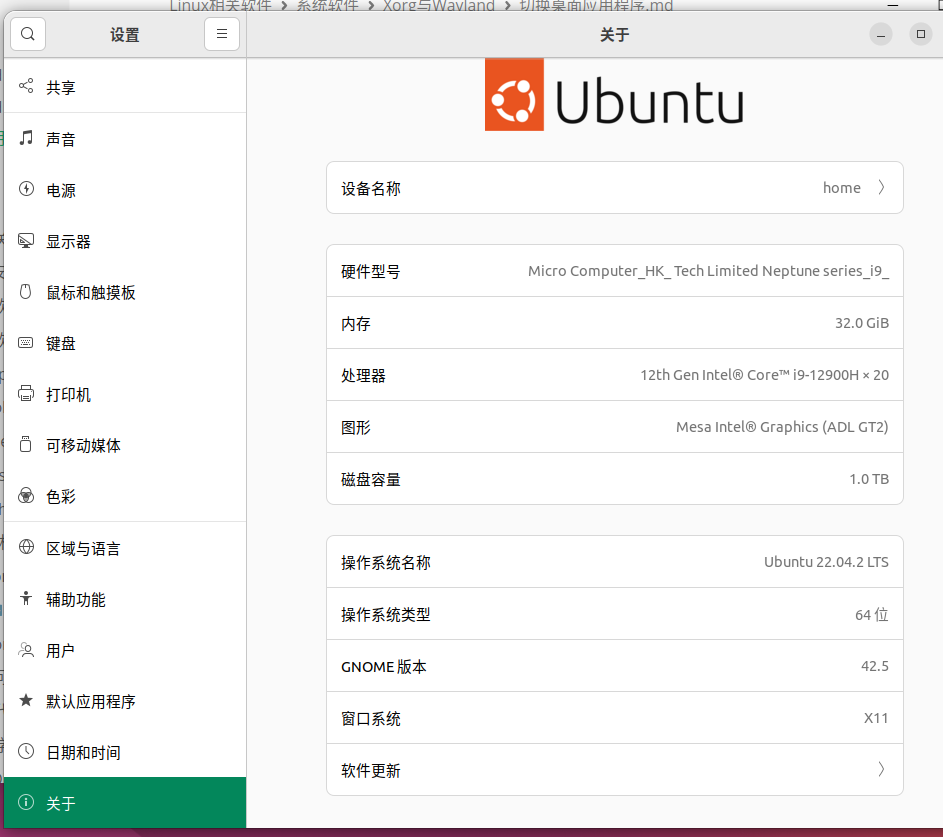 Linux相关软件 › 系统软件 › Xorg与Wayland › 切换桌面应用程序.md
设置
关于
共享
声音
电源
显示器
鼠标和触摸板
键盘
打印机
可移动媒体
色彩
区域与语言
辅助功能
用户
默认应用程序
日期和时间
关于
Ubuntu
设备名称 home
硬件型号 Micro Computer_HK_ Tech Limited Neptune series_i9_
内存 32.0 GiB
处理器 12th Gen Intel® Core™ i9-12900H × 20
图形 Mesa Intel® Graphics (ADL GT2)
磁盘容量 1.0 TB
操作系统名称 Ubuntu 22.04.2 LTS
操作系统类型 64 位
GNOME 版本 42.5
窗口系统 X11
软件更新